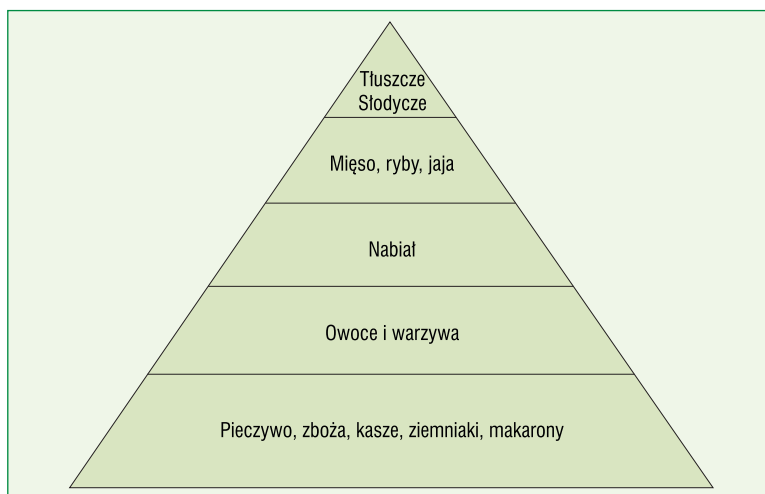 Tłuszcze
Słodycze
Mięso, ryby, jaja
Nabiał
Owoce i warzywa
Pieczywo, zboża, kasze, ziemniaki, makarony